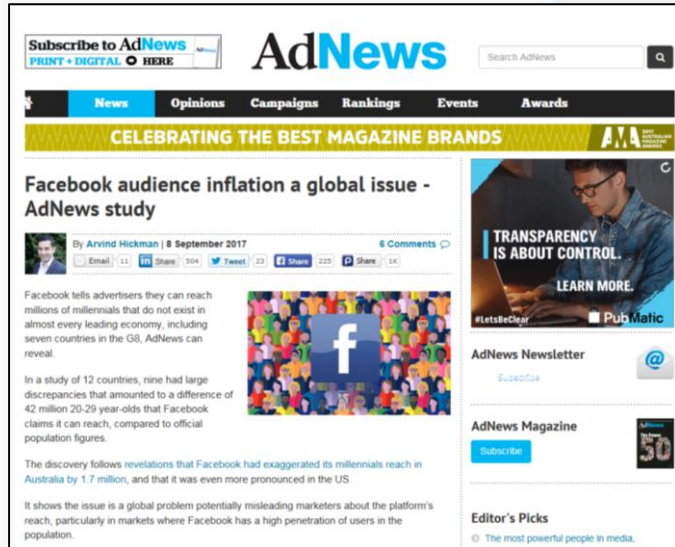 Subscribe to AdNews
PRINT + DIGITAL HERE
AdNews
Search AdNews
News Opinions Campaigns Rankings Events Awards
CELEBRATING THE BEST MAGAZINE BRANDS
AMA
Facebook audience inflation a global issue -
AdNews study
By Arvind Hickman | 8 September 2017
6 Comments
Email 11 in Share 504 Tweet 23 f Share 225 P Share 1K
Facebook tells advertisers they can reach
millions of millennials that do not exist in
almost every leading economy, including
seven countries in the G8, AdNews can
reveal.
In a study of 12 countries, nine had large
discrepancies that amounted to a difference of
42 million 20-29 year-olds that Facebook
claims it can reach, compared to official
population figures.
f
The discovery follows revelations that Facebook had exaggerated its millennials reach in
Australia by 1.7 million, and that it was even more pronounced in the US.
It shows the issue is a global problem potentially misleading marketers about the platform's
reach, particularly in markets where Facebook has a high penetration of users in the
population.
TRANSPARENCY
IS ABOUT CONTROL.
LEARN MORE.
#LetsBeClear PubMatic
AdNews Newsletter
Subscribe
@
AdNews Magazine
Subscribe
AdNews
The Power
50
Editor's Picks
The most powerful people in media,